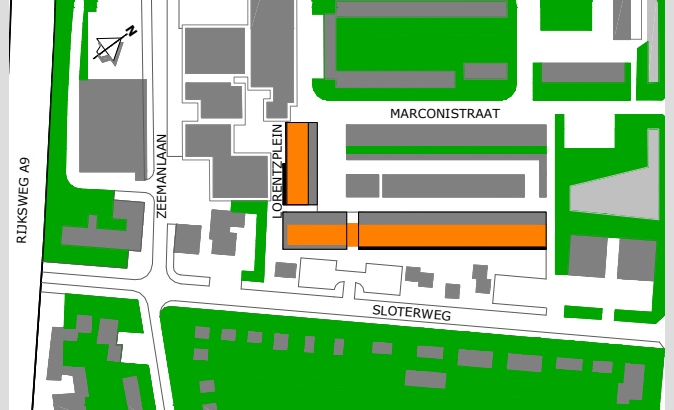 N
MARCONISTRAAT
ZEEMANLAAN
LORENTZPLEIN
RIJKSWEG A9
SLOTERWEG